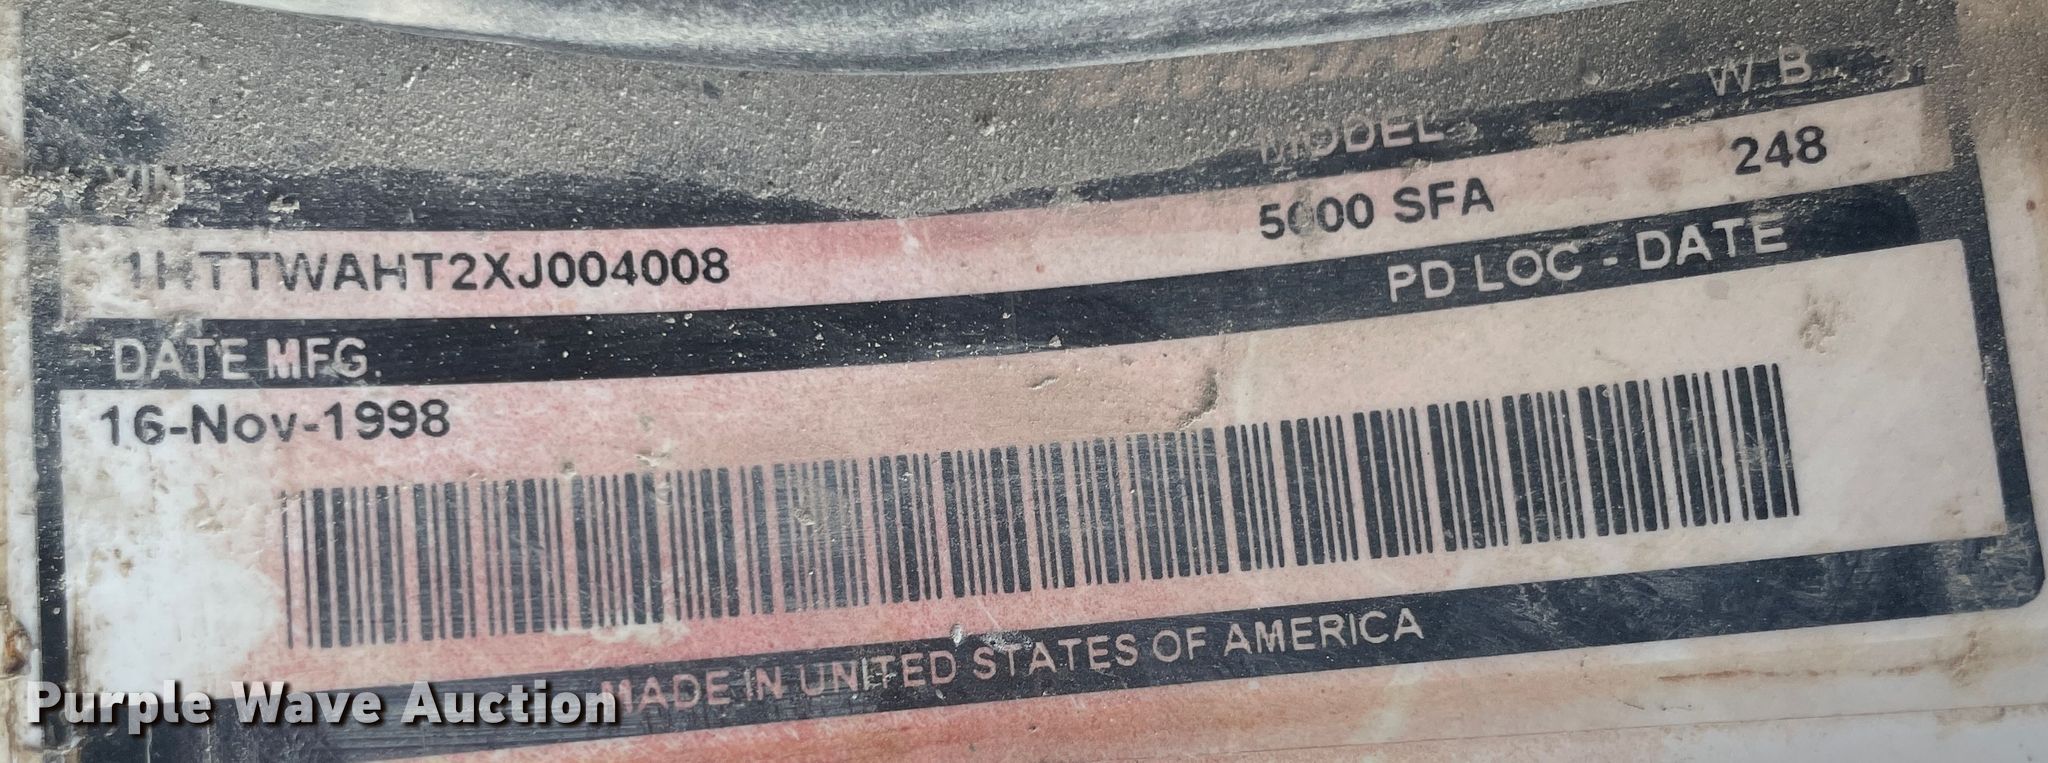 VIN MODEL W B
1HTTWAHT2XJ004008 5000 SFA 248
DATE MFG. PD LOC - DATE
16-Nov-1998
MADE IN UNITED STATES OF AMERICA
Purple Wave Auction